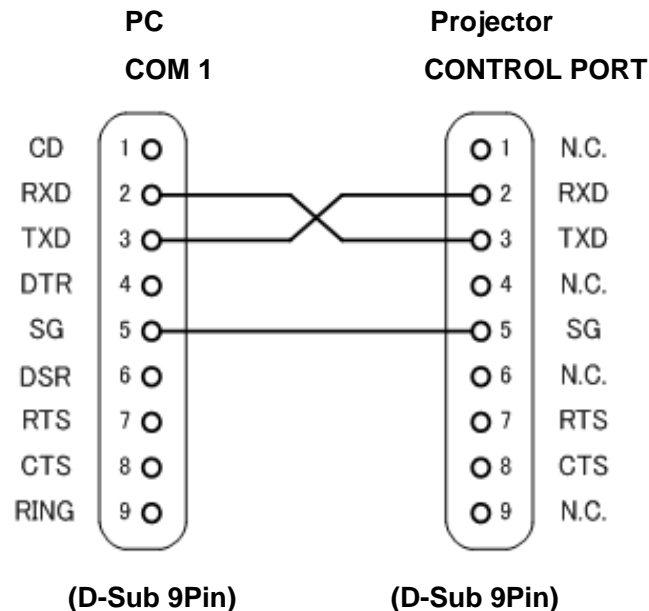 PC Projector
COM 1 CONTROL PORT
CD 1 1 N.C.
RXD 2 2 RXD
TXD 3 3 TXD
DTR 4 4 N.C.
SG 5 5 SG
DSR 6 6 N.C.
RTS 7 7 RTS
CTS 8 8 CTS
RING 9 9 N.C.
(D-Sub 9Pin) (D-Sub 9Pin)